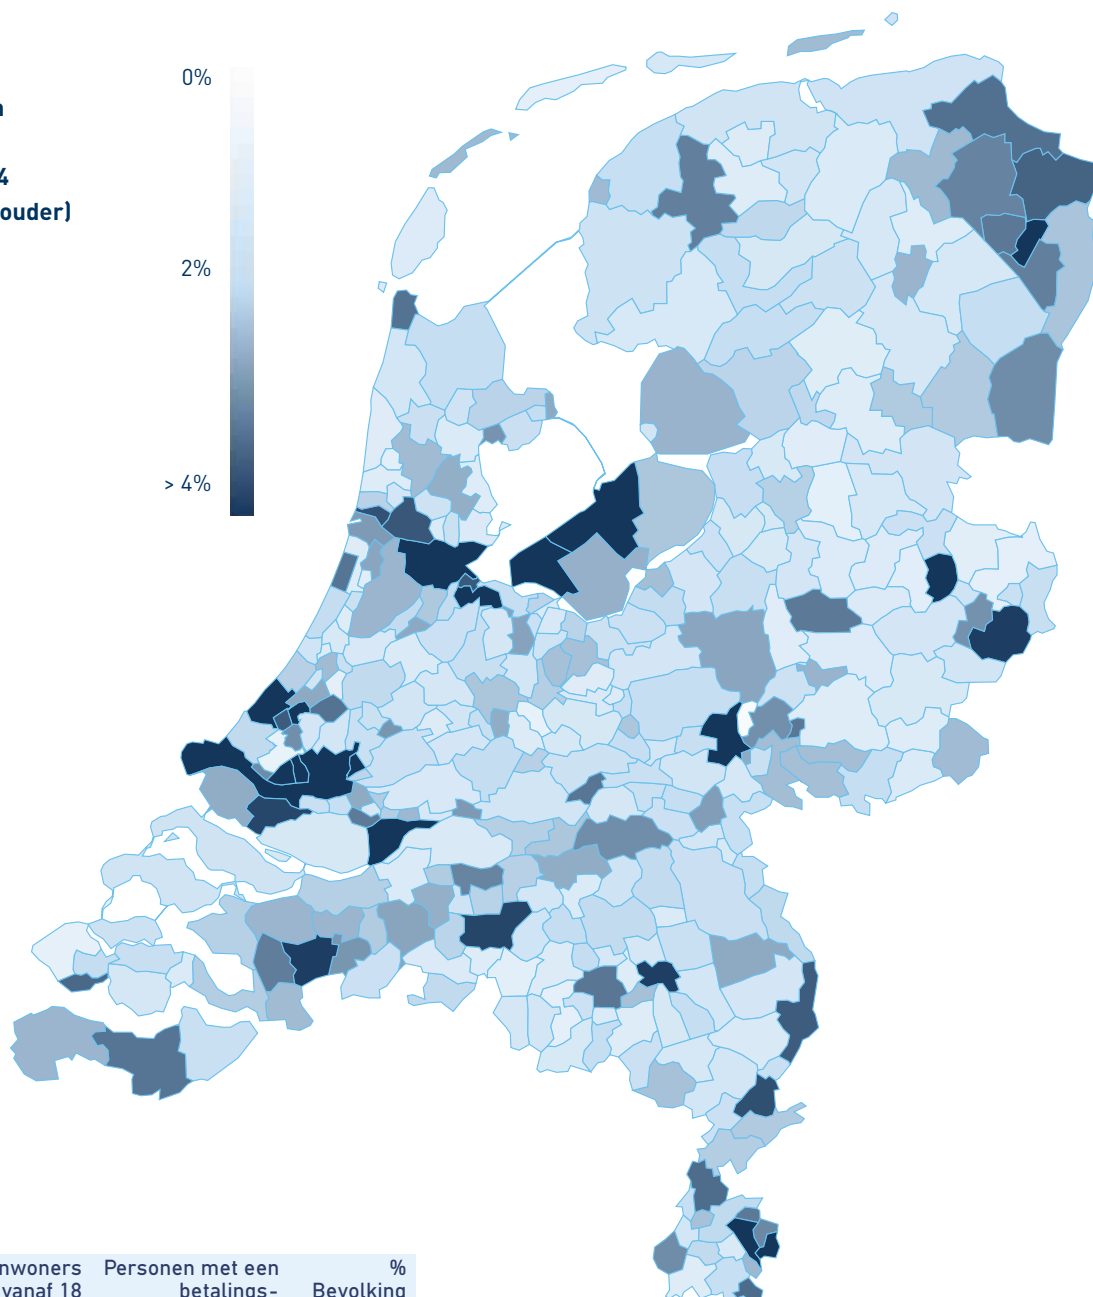 0%
4
ouder)
2%
> 4%
nwoners Personen met een %
vanaf 18 betalings- Bevolking